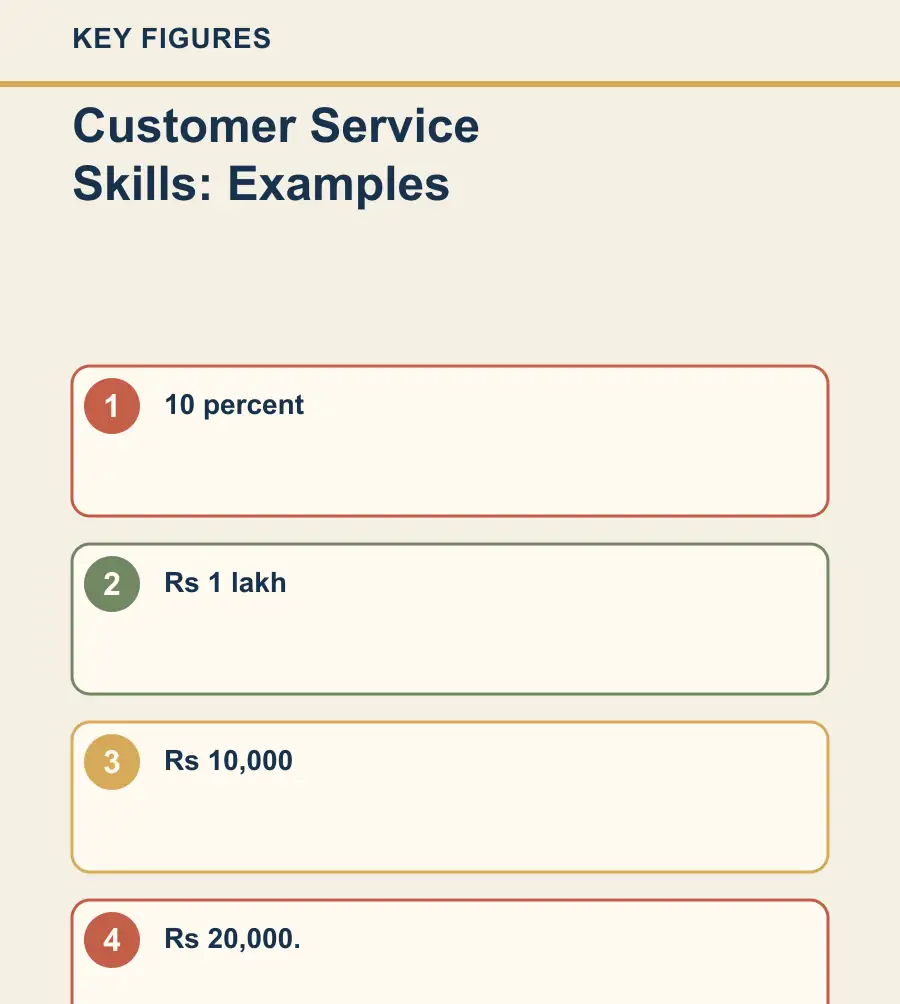 KEY FIGURES
Customer Service
Skills: Examples
1 10 percent
2 Rs 1 lakh
3 Rs 10,000
4 Rs 20,000.